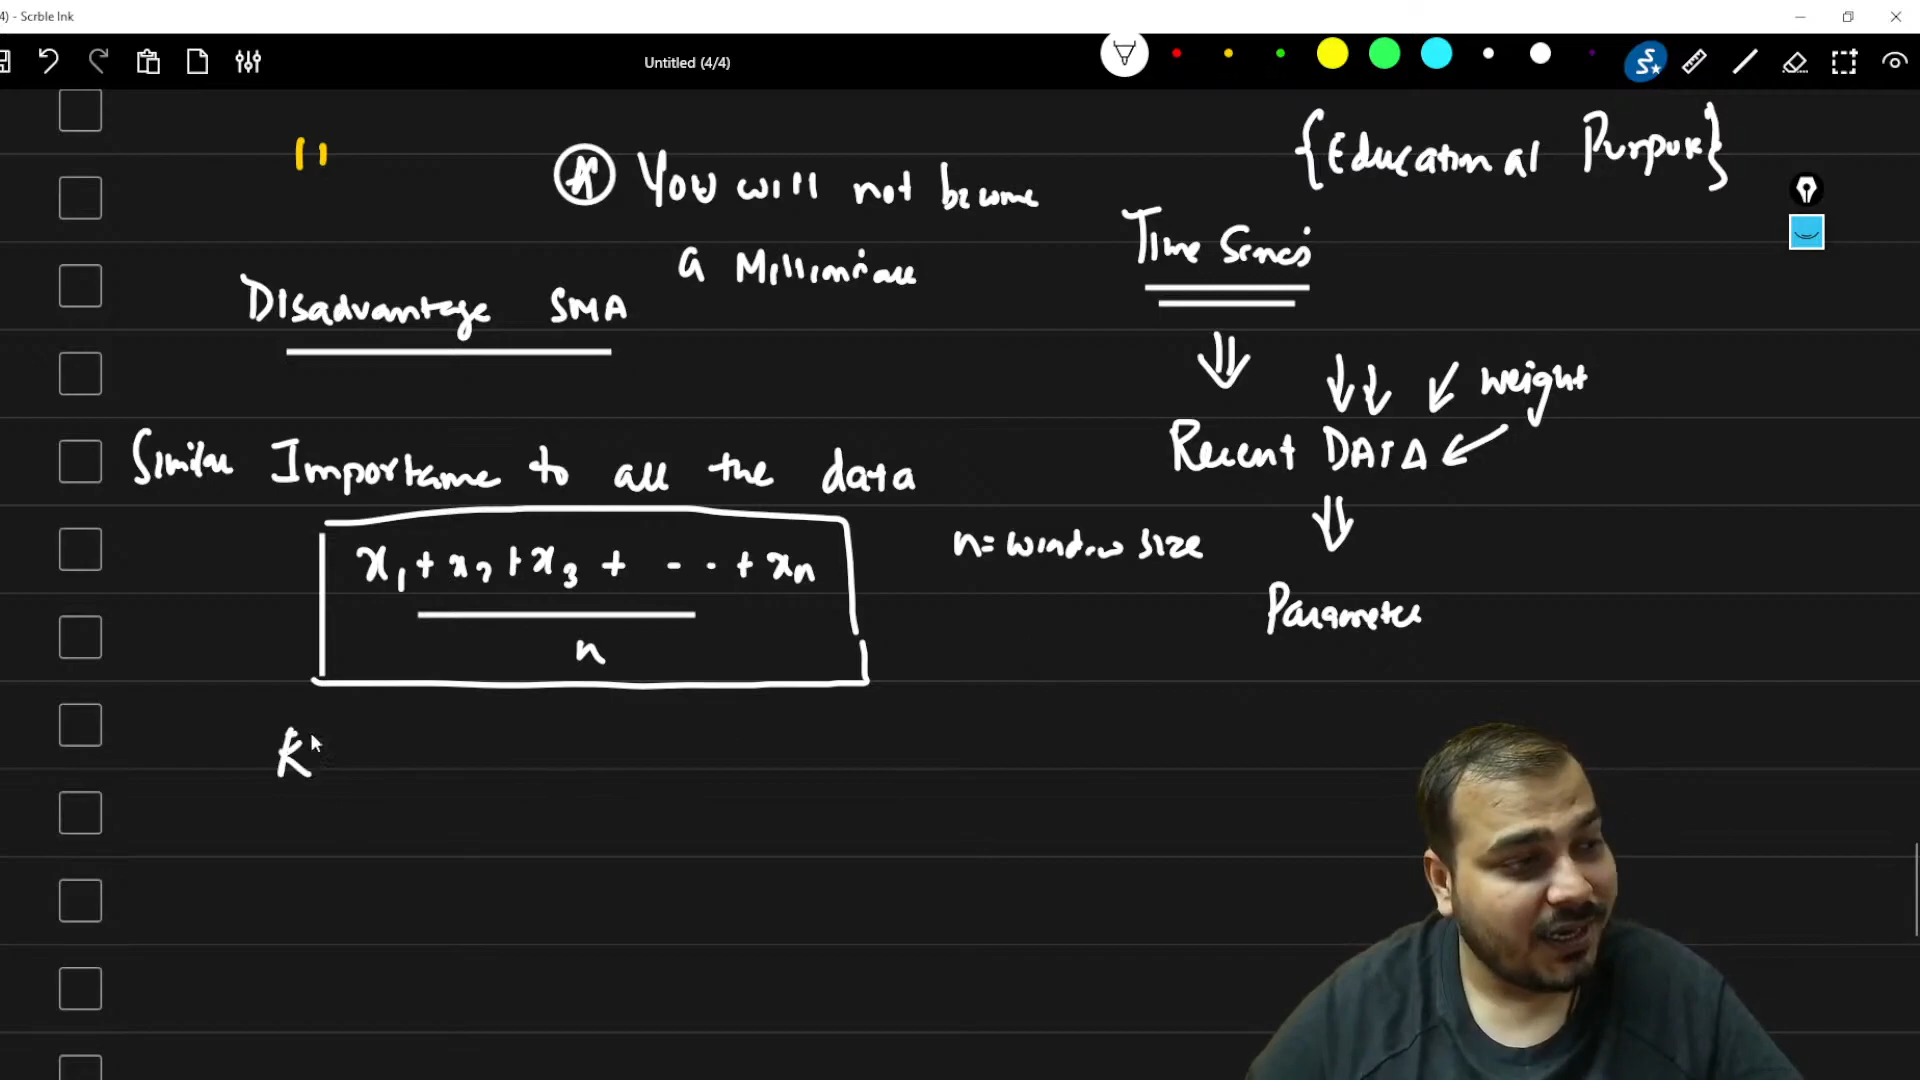 4) - Scrble Ink
Untitled (4/4)
{Educational Purpose}
You will not become
a Millionaire
Time Series
Disadvantage SMA
weight
Recent DATA
Similar Importance to all the data
x₁ + x₂ + x₃ + - - . + xₙ
n
n = window size
Parameter
K